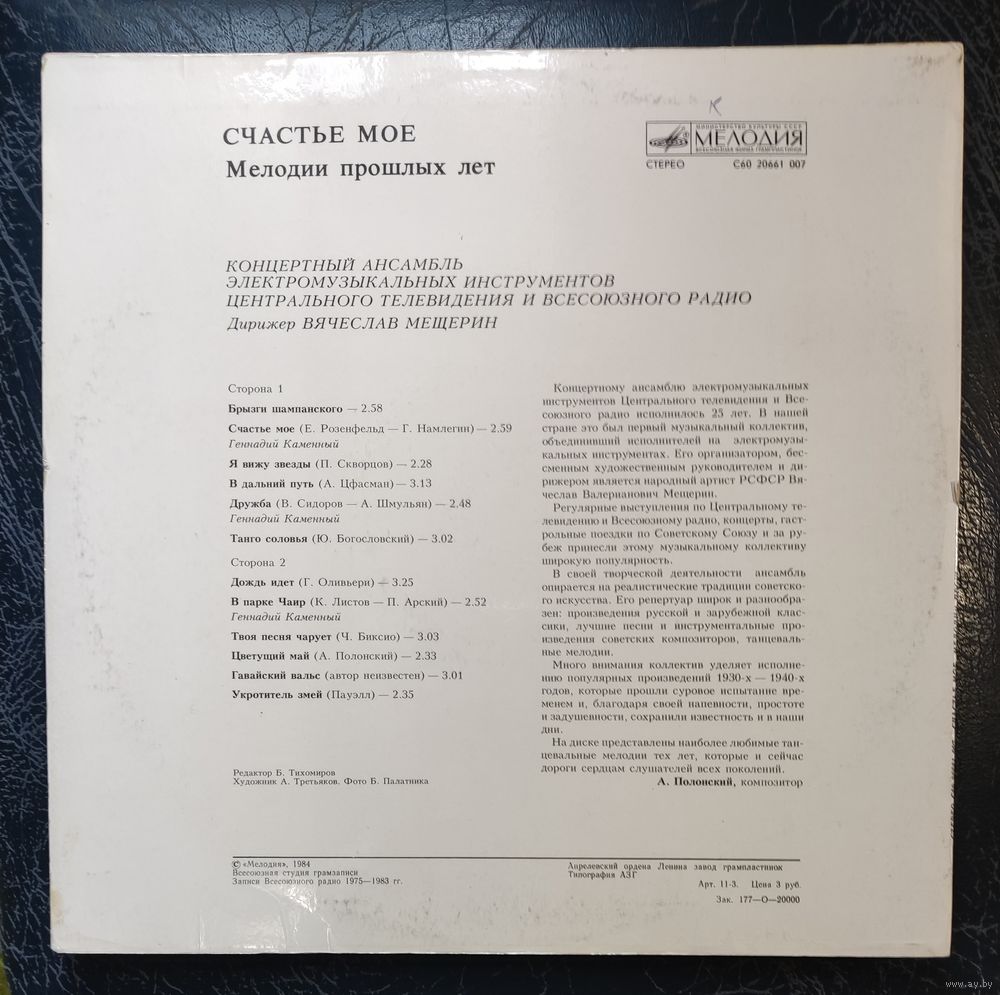 СЧАСТЬЕ МОЕ
Мелодии прошлых лет
МИНИСТЕРСТВО КУЛЬТУРЫ СССР
МЕЛОДИЯ
ВСЕСОЮЗНАЯ ФИРМА ГРАМПЛАСТИНОК
СТЕРЕО С60 20661 007
КОНЦЕРТНЫЙ АНСАМБЛЬ
ЭЛЕКТРОМУЗЫКАЛЬНЫХ ИНСТРУМЕНТОВ
ЦЕНТРАЛЬНОГО ТЕЛЕВИДЕНИЯ И ВСЕСОЮЗНОГО РАДИО
Дирижер ВЯЧЕСЛАВ МЕЩЕРИН
Сторона 1
Брызги шампанского — 2.58
Счастье мое (Е. Розенфельд — Г. Намлегин) — 2.59
Геннадий Каменный
Я вижу звезды (П. Скворцов) — 2.28
В дальний путь (А. Цфасман) — 3.13
Дружба (В. Сидоров — А. Шмульян) — 2.48
Геннадий Каменный
Танго соловья (Ю. Богословский) — 3.02
Сторона 2
Дождь идет (Г. Оливьери) — 3.25
В парке Чаир (К. Листов — П. Арский) — 2.52
Геннадий Каменный
Твоя песня чарует (Ч. Биксио) — 3.03
Цветущий май (А. Полонский) — 2.33
Гавайский вальс (автор неизвестен) — 3.01
Укротитель змей (Пауэлл) — 2.35
Концертному ансамблю электромузыкальных
инструментов Центрального телевидения и Все-
союзного радио исполнилось 25 лет. В нашей
стране это был первый музыкальный коллектив,
объединивший исполнителей на электромузы-
кальных инструментах. Его организатором, бес-
сменным художественным руководителем и ди-
рижером является народный артист РСФСР Вя-
чеслав Валерианович Мещерин.
Регулярные выступления по Центральному те-
левидению и Всесоюзному радио, концерты, гаст-
рольные поездки по Советскому Союзу и за ру-
беж принесли этому музыкальному коллективу
широкую популярность.
В своей творческой деятельности ансамбль
опирается на реалистические традиции советско-
го искусства. Его репертуар широк и разнообра-
зен: произведения русской и зарубежной клас-
сики, лучшие песни и инструментальные про-
изведения советских композиторов, танцеваль-
ные мелодии.
Много внимания коллектив уделяет исполне-
нию популярных произведений 1930-х — 1940-х
годов, которые прошли суровое испытание вре-
менем и, благодаря своей напевности, простоте
и задушевности, сохранили известность и в наши
дни.
На диске представлены наиболее любимые тан-
цевальные мелодии тех лет, которые и сейчас
дороги сердцам слушателей всех поколений.
А. Полонский, композитор
Редактор Б. Тихомиров
Художник А. Третьяков. Фото Б. Палатника
© «Мелодия», 1984
Всесоюзная студия грамзаписи
Записи Всесоюзного радио 1975—1983 гг.
Апрелевский ордена Ленина завод грампластинок
Типография АЗГ
Арт. 11-3. Цена 3 руб.
Зак. 177—О—20000
www.ay.by